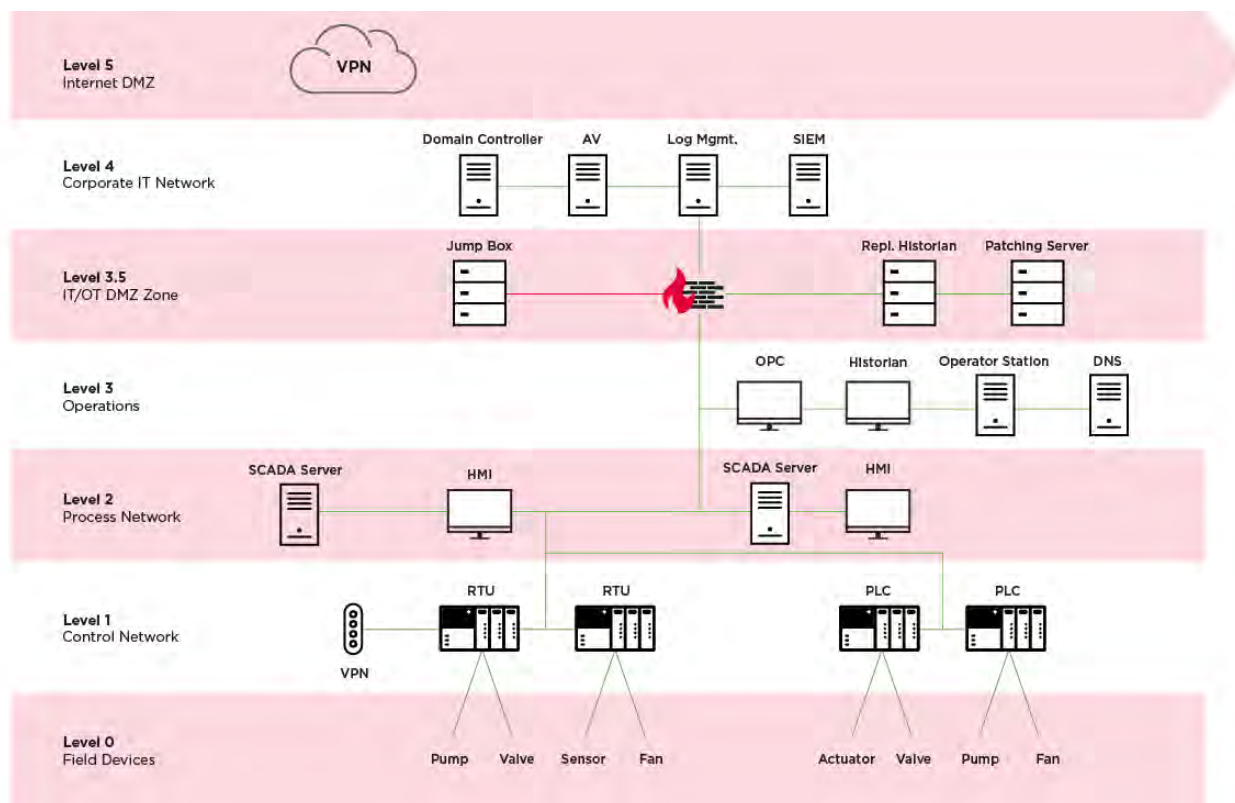 Level 5
Internet DMZ
VPN
Level 4
Corporate IT Network
Domain Controller
AV
Log Mgmt.
SIEM
Level 3.5
IT/OT DMZ Zone
Jump Box
Repl. Historian
Patching Server
Level 3
Operations
OPC
Historian
Operator Station
DNS
Level 2
Process Network
SCADA Server
HMI
SCADA Server
HMI
Level 1
Control Network
VPN
RTU
RTU
PLC
PLC
Level 0
Field Devices
Pump
Valve
Sensor
Fan
Actuator
Valve
Pump
Fan